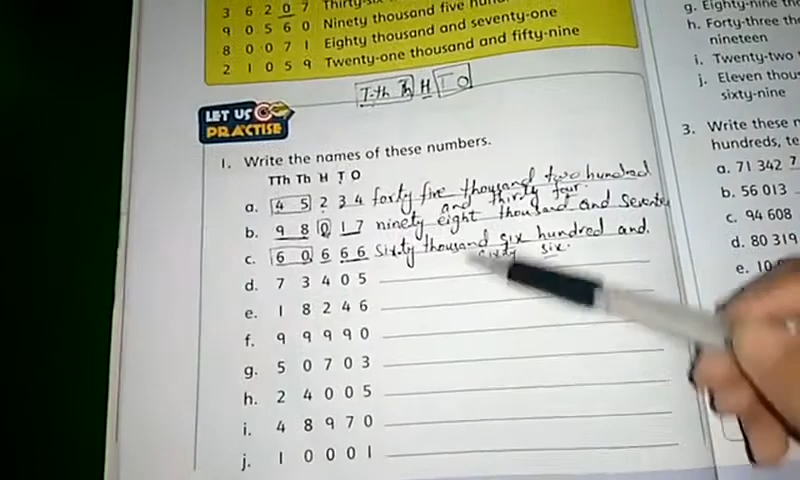 3 6 2 0 7 Thirty-six
9 0 5 6 0 Ninety thousand five
8 0 0 7 1 Eighty thousand and seventy-one
2 1 0 5 9 Twenty-one thousand and fifty-nine
T-th Th H T O
LET US
PRACTISE
1. Write the names of these numbers.
TTh Th H T O
a. 4 5 2 3 4 forty five thousand two hundred
and thirty four.
b. 9 8 0 1 7 ninety eight thousand and seventy
c. 6 0 6 6 6 sixty thousand six hundred and
sixty six.
d. 7 3 4 0 5
e. 1 8 2 4 6
f. 9 9 9 9 0
g. 5 0 7 0 3
h. 2 4 0 0 5
i. 4 8 9 7 0
j. 1 0 0 0 1
g. Eighty-nine
h. Forty-three
nineteen
i. Twenty-two
j. Eleven
sixty-nine
3. Write these
hundreds,
a. 71 342 7
b. 56 013
c. 94 608
d. 80 319
e. 10